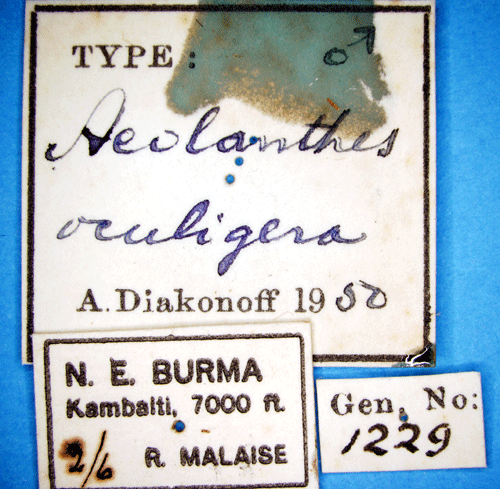 TYPE: ♂
Aeolanthes
oculigera
A. Diakonoff 1950
N. E. BURMA
Kambaiti, 7000 ft.
2/6 R. MALAISE
Gen. No:
1229